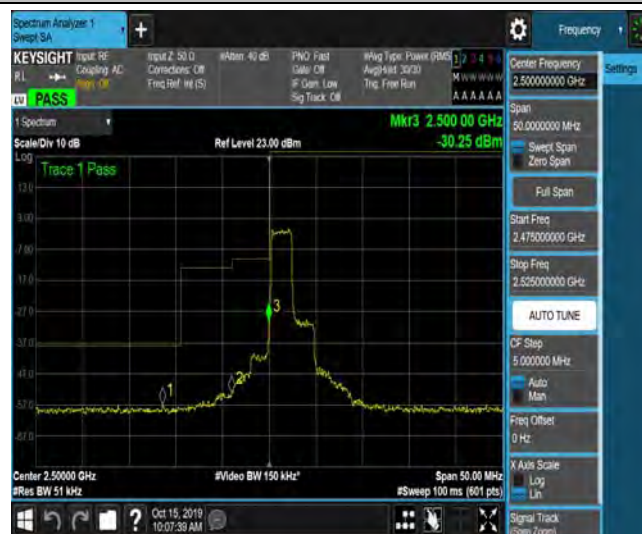 Spectrum Analyzer 1
Swept SA
+
Frequency
KEYSIGHT
Input: RF
Coupling: AC
Input Z: 50 Ω
Corrections: Off
Freq Ref: Int (S)
#Atten: 40 dB
PNO: Fast
Gate: Off
IF Gain: Low
Sig Track: Off
#Avg Type: Power (RMS
Avg|Hold: 30/30
Trig: Free Run
M W W W W W
A A A A A A
RL
PASS
1 Spectrum
Scale/Div 10 dB
Ref Level 23.00 dBm
Mkr3 2.500 00 GHz
-30.25 dBm
Log
Trace 1 Pass
13.0
3.00
-7.00
-17.0
-27.0
-37.0
-47.0
-57.0
-67.0
1
2
3
Center 2.50000 GHz
#Video BW 150 kHz*
Span 50.00 MHz
#Res BW 51 kHz
#Sweep 100 ms (601 pts)
Oct 15, 2019
10:07:39 AM
?
Center Frequency
2.500000000 GHz
Settings
Span
50.0000000 MHz
Swept Span
Zero Span
Full Span
Start Freq
2.475000000 GHz
Stop Freq
2.525000000 GHz
AUTO TUNE
CF Step
5.000000 MHz
Auto
Man
Freq Offset
0 Hz
X Axis Scale
Log
Lin
Signal Track
(Span Zoom)